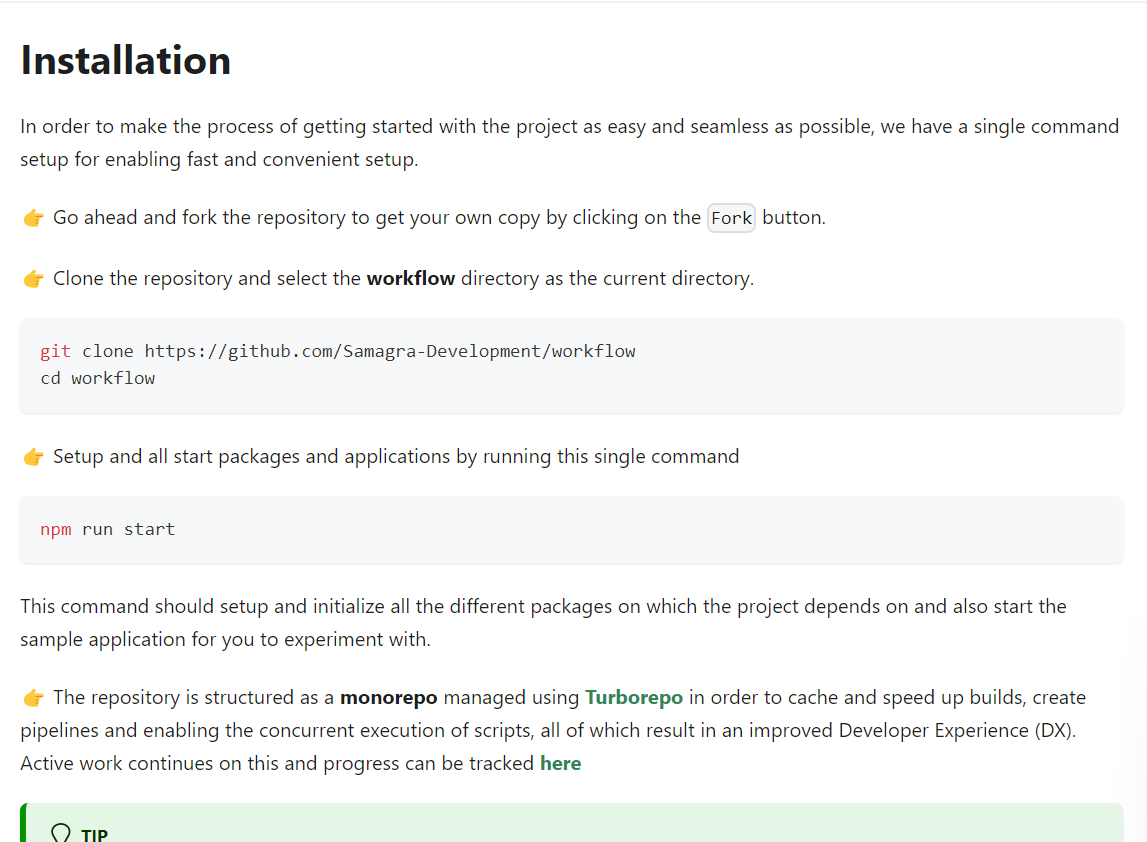 Installation
In order to make the process of getting started with the project as easy and seamless as possible, we have a single command
setup for enabling fast and convenient setup.
👉 Go ahead and fork the repository to get your own copy by clicking on the Fork button.
👉 Clone the repository and select the workflow directory as the current directory.
git clone https://github.com/Samagra-Development/workflow
cd workflow
👉 Setup and all start packages and applications by running this single command
npm run start
This command should setup and initialize all the different packages on which the project depends on and also start the
sample application for you to experiment with.
👉 The repository is structured as a monorepo managed using Turborepo in order to cache and speed up builds, create
pipelines and enabling the concurrent execution of scripts, all of which result in an improved Developer Experience (DX).
Active work continues on this and progress can be tracked here
TIP